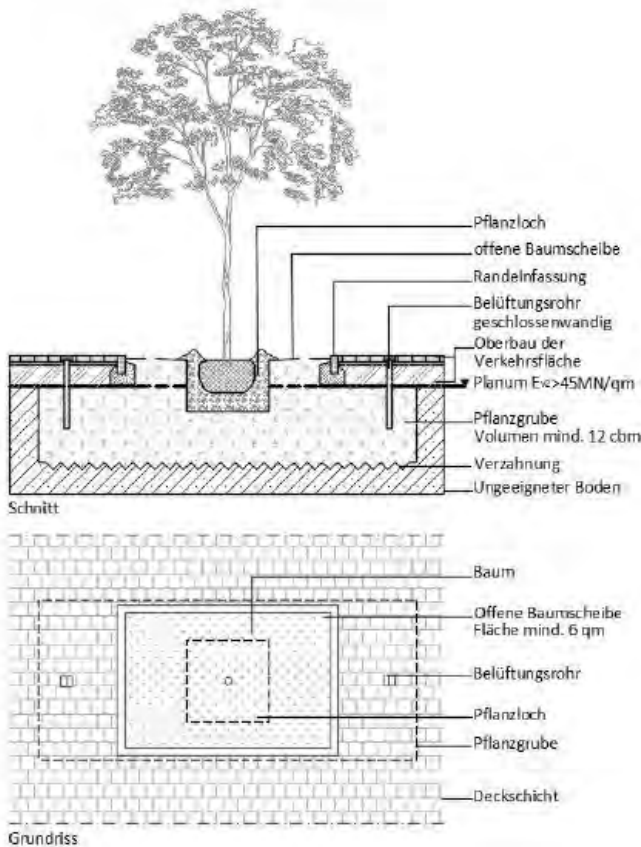 Pflanzloch
offene Baumscheibe
Randeinfassung
Belüftungsrohr
geschlossenwandig
Oberbau der
Verkehrsfläche
Planum Ev2>45MN/qm
Pflanzgrube
Volumen mind. 12 cbm
Verzahnung
Ungeeigneter Boden
Schnitt
Baum
Offene Baumscheibe
Fläche mind. 6 qm
Belüftungsrohr
Pflanzloch
Pflanzgrube
Deckschicht
Grundriss